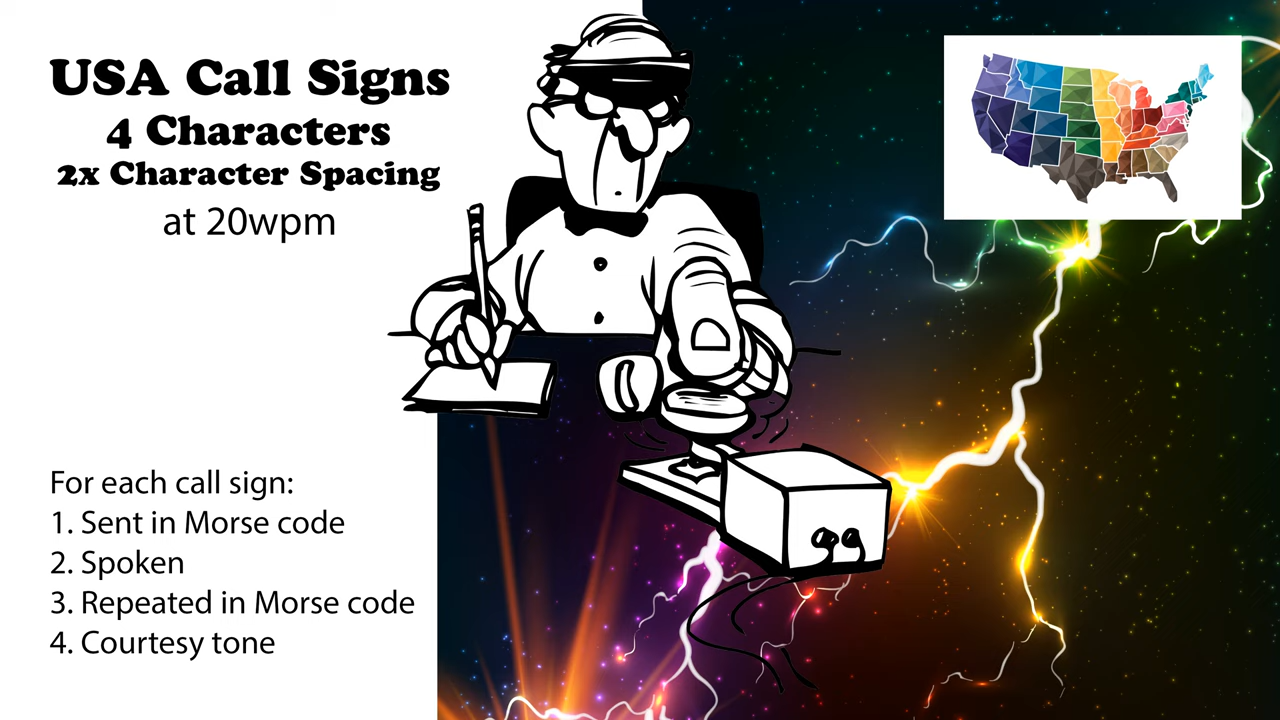 USA Call Signs
4 Characters
2x Character Spacing
at 20wpm
For each call sign:
1. Sent in Morse code
2. Spoken
3. Repeated in Morse code
4. Courtesy tone